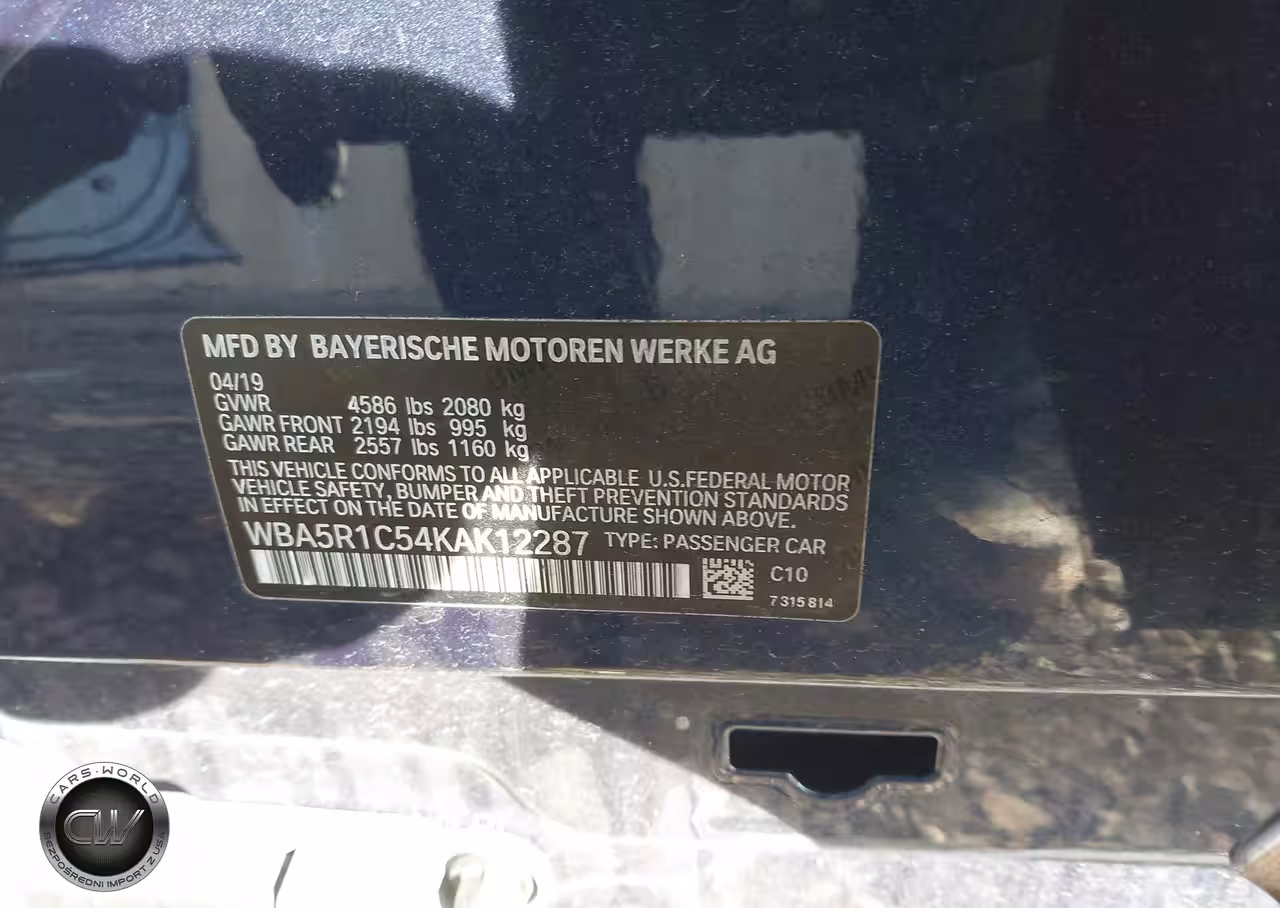 MFD BY BAYERISCHE MOTOREN WERKE AG
04/19
GVWR 4586 lbs 2080 kg
GAWR FRONT 2194 lbs 995 kg
GAWR REAR 2557 lbs 1160 kg
THIS VEHICLE CONFORMS TO ALL APPLICABLE U.S.FEDERAL MOTOR
VEHICLE SAFETY, BUMPER AND THEFT PREVENTION STANDARDS
IN EFFECT ON THE DATE OF MANUFACTURE SHOWN ABOVE.
WBA5R1C54KAK12287 TYPE: PASSENGER CAR
C10
7315814
CARS-WORLD
CW
BEZPOŚREDNI IMPORT Z USA